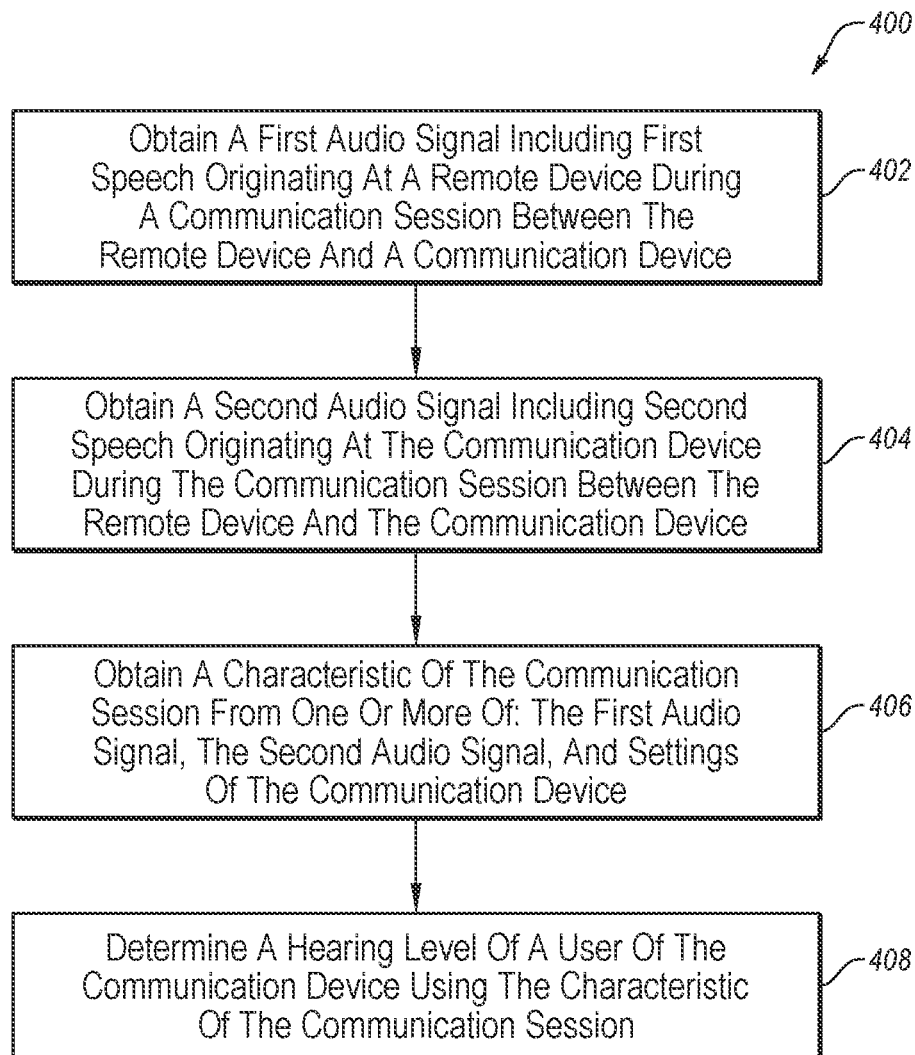 400
Obtain A First Audio Signal Including First
Speech Originating At A Remote Device During
A Communication Session Between The
Remote Device And A Communication Device
402
Obtain A Second Audio Signal Including Second
Speech Originating At The Communication Device
During The Communication Session Between The
Remote Device And The Communication Device
404
Obtain A Characteristic Of The Communication
Session From One Or More Of: The First Audio
Signal, The Second Audio Signal, And Settings
Of The Communication Device
406
Determine A Hearing Level Of A User Of The
Communication Device Using The Characteristic
Of The Communication Session
408